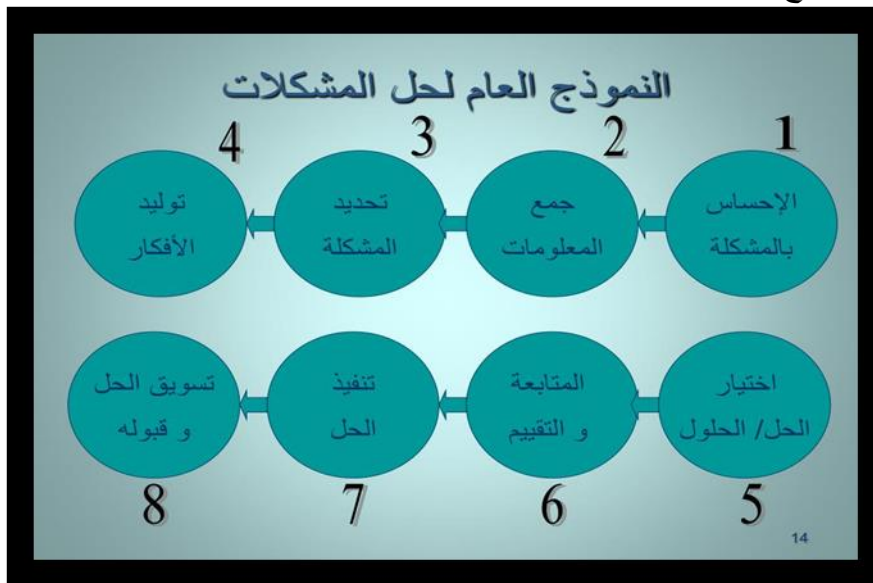 النموذج العام لحل المشكلات
1
2
3
4
الإحساس
بالمشكلة
جمع
المعلومات
تحديد
المشكلة
توليد
الأفكار
اختيار
الحل/ الحلول
المتابعة
و التقييم
تنفيذ
الحل
تسويق الحل
و قبوله
5
6
7
8
14